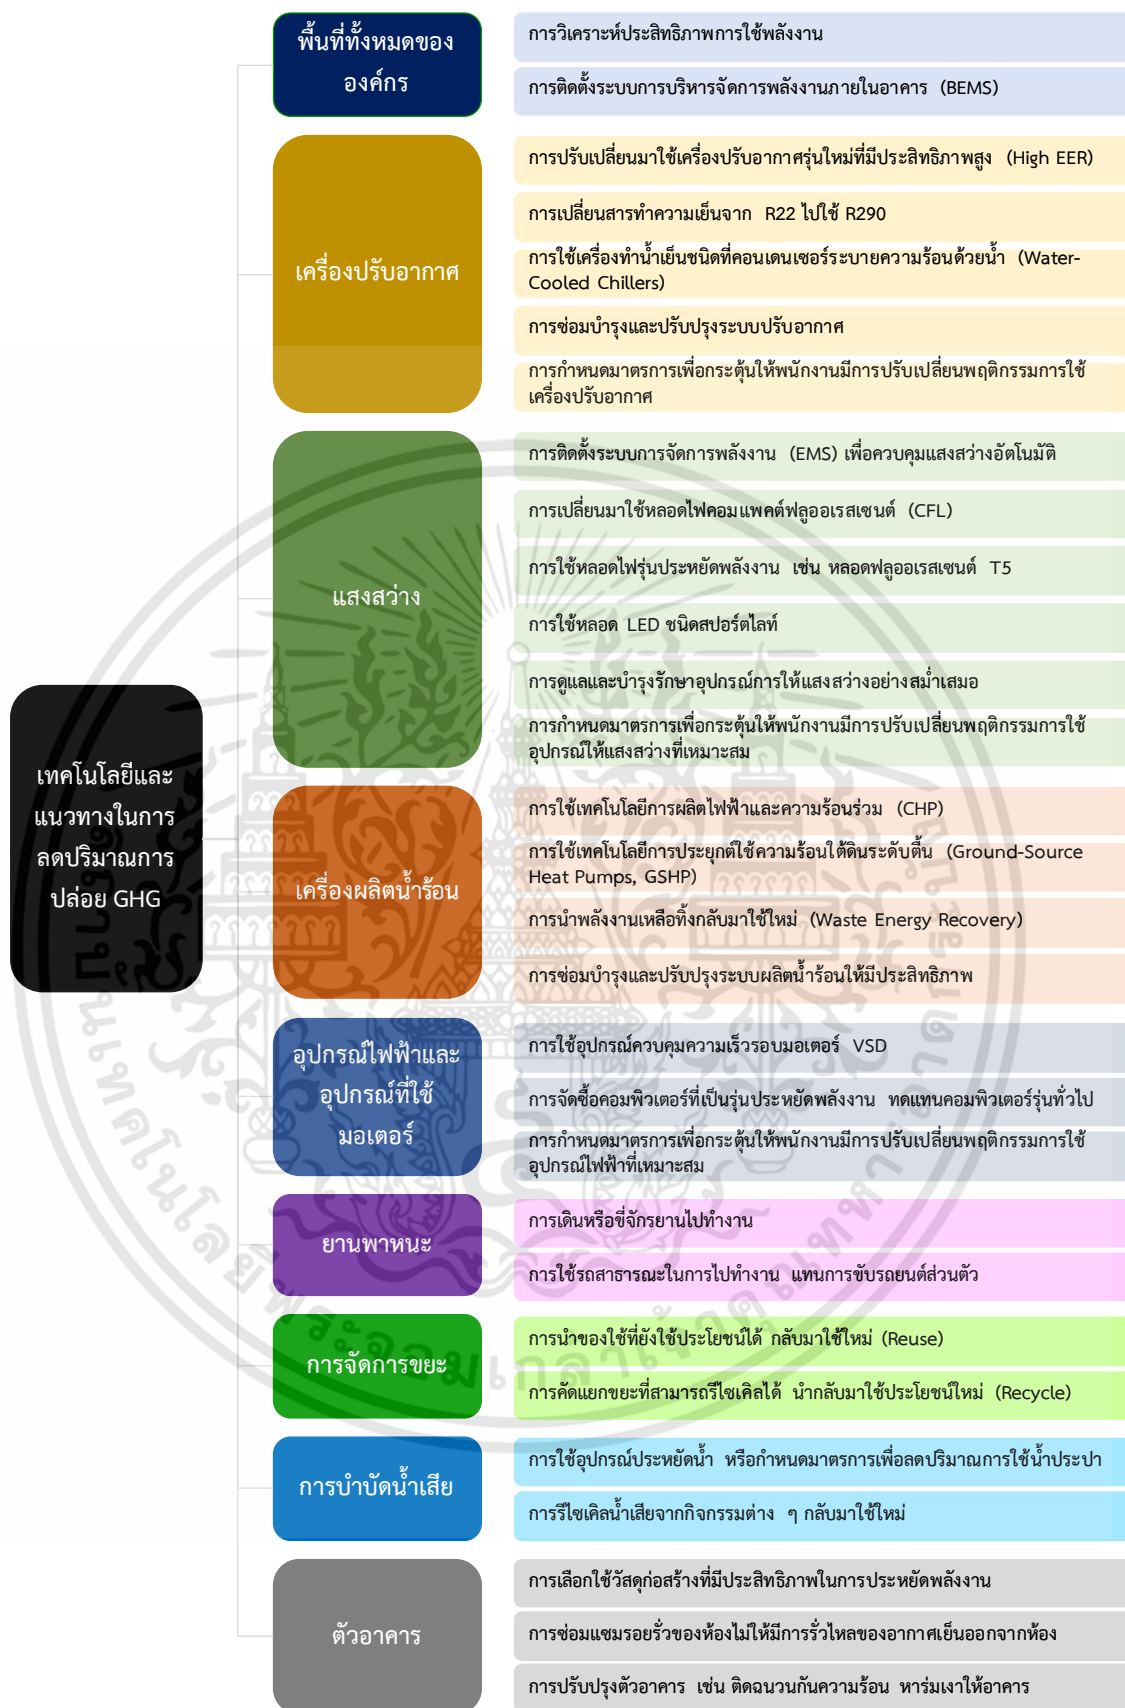 เทคโนโลยีและ
แนวทางในการ
ลดปริมาณการ
ปล่อย GHG
พื้นที่ทั้งหมดของ
องค์กร
การวิเคราะห์ประสิทธิภาพการใช้พลังงาน
การติดตั้งระบบการบริหารจัดการพลังงานภายในอาคาร (BEMS)
เครื่องปรับอากาศ
การปรับเปลี่ยนมาใช้เครื่องปรับอากาศรุ่นใหม่ที่มีประสิทธิภาพสูง (High EER)
การเปลี่ยนสารทำความเย็นจาก R22 ไปใช้ R290
การใช้เครื่องทำน้ำเย็นชนิดที่คอนเดนเซอร์ระบายความร้อนด้วยน้ำ (Water-
Cooled Chillers)
การซ่อมบำรุงและปรับปรุงระบบปรับอากาศ
การกำหนดมาตรการเพื่อกระตุ้นให้พนักงานมีการปรับเปลี่ยนพฤติกรรมการใช้
เครื่องปรับอากาศ
แสงสว่าง
การติดตั้งระบบการจัดการพลังงาน (EMS) เพื่อควบคุมแสงสว่างอัตโนมัติ
การเปลี่ยนมาใช้หลอดไฟคอมแพคต์ฟลูออเรสเซนต์ (CFL)
การใช้หลอดไฟรุ่นประหยัดพลังงาน เช่น หลอดฟลูออเรสเซนต์ T5
การใช้หลอด LED ชนิดสปอร์ตไลท์
การดูแลและบำรุงรักษาอุปกรณ์การให้แสงสว่างอย่างสม่ำเสมอ
การกำหนดมาตรการเพื่อกระตุ้นให้พนักงานมีการปรับเปลี่ยนพฤติกรรมการใช้
อุปกรณ์ให้แสงสว่างที่เหมาะสม
เครื่องผลิตน้ำร้อน
การใช้เทคโนโลยีการผลิตไฟฟ้าและความร้อนร่วม (CHP)
การใช้เทคโนโลยีการประยุกต์ใช้ความร้อนใต้ดินระดับตื้น (Ground-Source
Heat Pumps, GSHP)
การนำพลังงานเหลือทิ้งกลับมาใช้ใหม่ (Waste Energy Recovery)
การซ่อมบำรุงและปรับปรุงระบบผลิตน้ำร้อนให้มีประสิทธิภาพ
อุปกรณ์ไฟฟ้าและ
อุปกรณ์ที่ใช้
มอเตอร์
การใช้อุปกรณ์ควบคุมความเร็วรอบมอเตอร์ VSD
การจัดซื้อคอมพิวเตอร์ที่เป็นรุ่นประหยัดพลังงาน ทดแทนคอมพิวเตอร์รุ่นทั่วไป
การกำหนดมาตรการเพื่อกระตุ้นให้พนักงานมีการปรับเปลี่ยนพฤติกรรมการใช้
อุปกรณ์ไฟฟ้าที่เหมาะสม
ยานพาหนะ
การเดินหรือขี่จักรยานไปทำงาน
การใช้รถสาธารณะในการไปทำงาน แทนการขับรถยนต์ส่วนตัว
การจัดการขยะ
การนำของใช้ที่ยังใช้ประโยชน์ได้ กลับมาใช้ใหม่ (Reuse)
การคัดแยกขยะที่สามารถรีไซเคิลได้ นำกลับมาใช้ประโยชน์ใหม่ (Recycle)
การบำบัดน้ำเสีย
การใช้อุปกรณ์ประหยัดน้ำ หรือกำหนดมาตรการเพื่อลดปริมาณการใช้น้ำประปา
การรีไซเคิลน้ำเสียจากกิจกรรมต่าง ๆ กลับมาใช้ใหม่
ตัวอาคาร
การเลือกใช้วัสดุก่อสร้างที่มีประสิทธิภาพในการประหยัดพลังงาน
การซ่อมแซมรอยรั่วของห้องไม่ให้มีการรั่วไหลของอากาศเย็นออกจากห้อง
การปรับปรุงตัวอาคาร เช่น ติดฉนวนกันความร้อน หาร่มเงาให้อาคาร
สถาบันเทคโนโลยีพระจอมเกล้าเจ้าคุณทหารลาดกระบัง